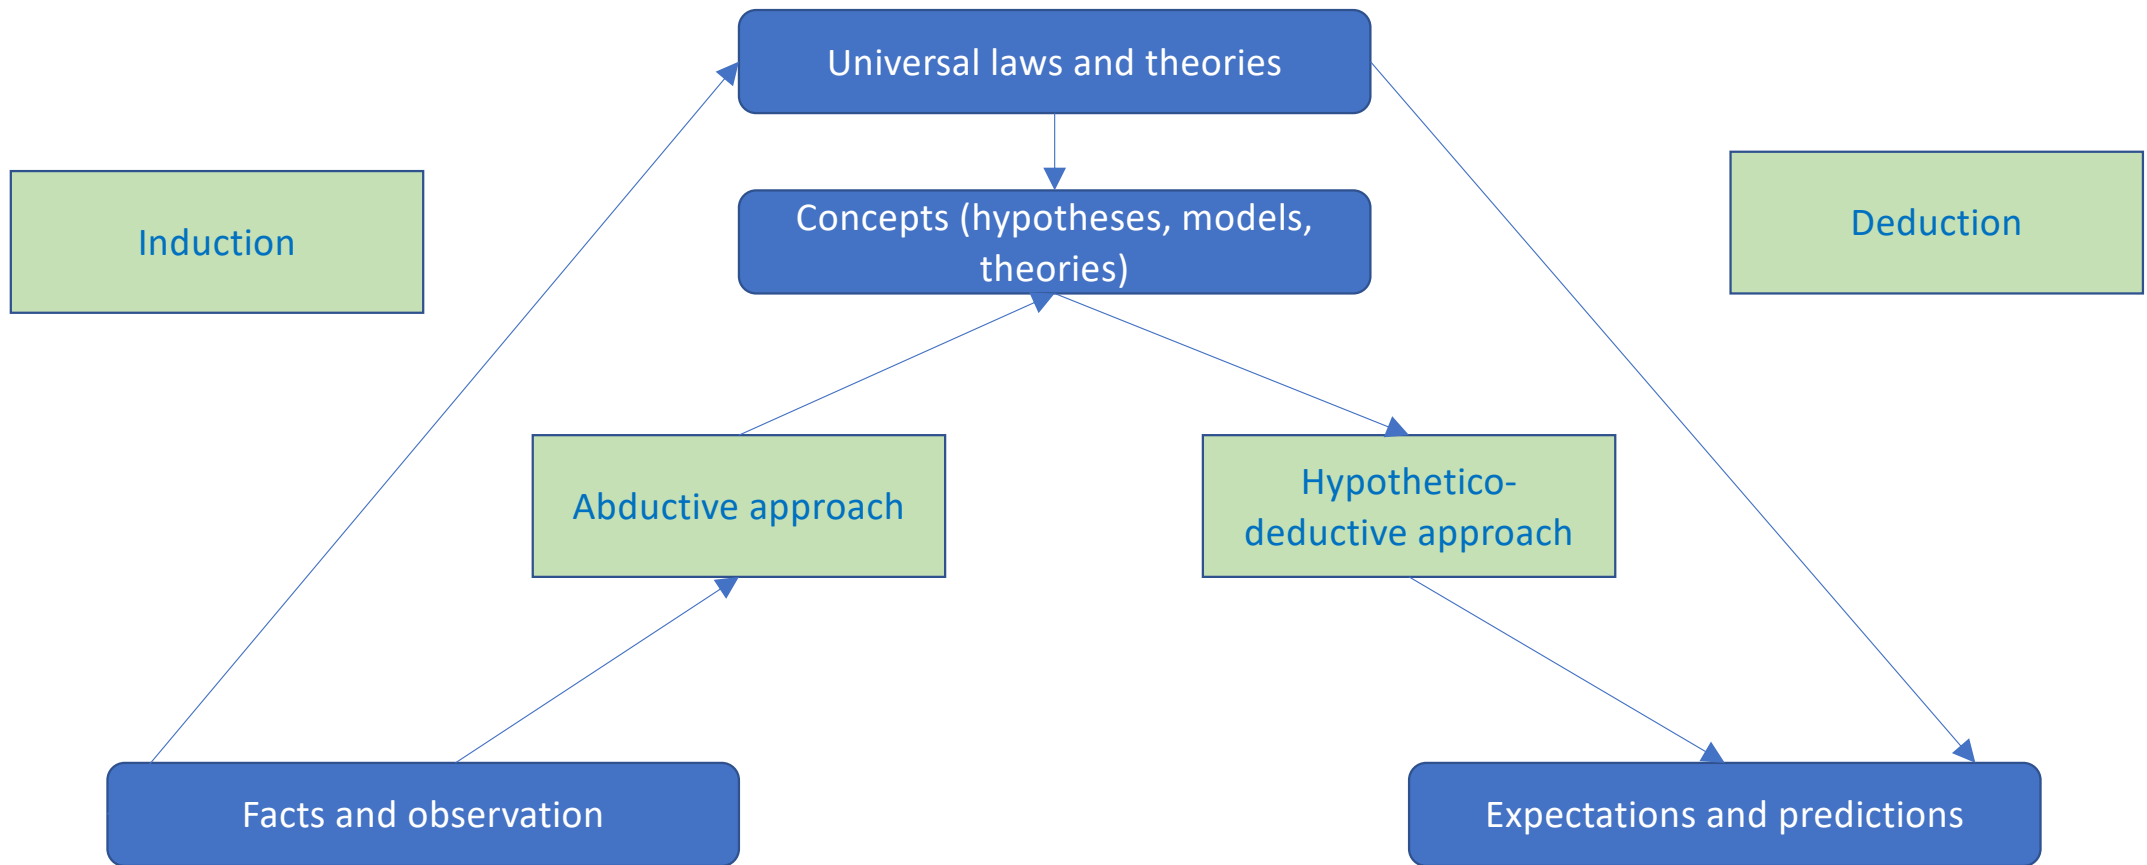 Universal laws and theories
Induction
Concepts (hypotheses, models,
theories)
Deduction
Abductive approach
Hypothetico-
deductive approach
Facts and observation
Expectations and predictions